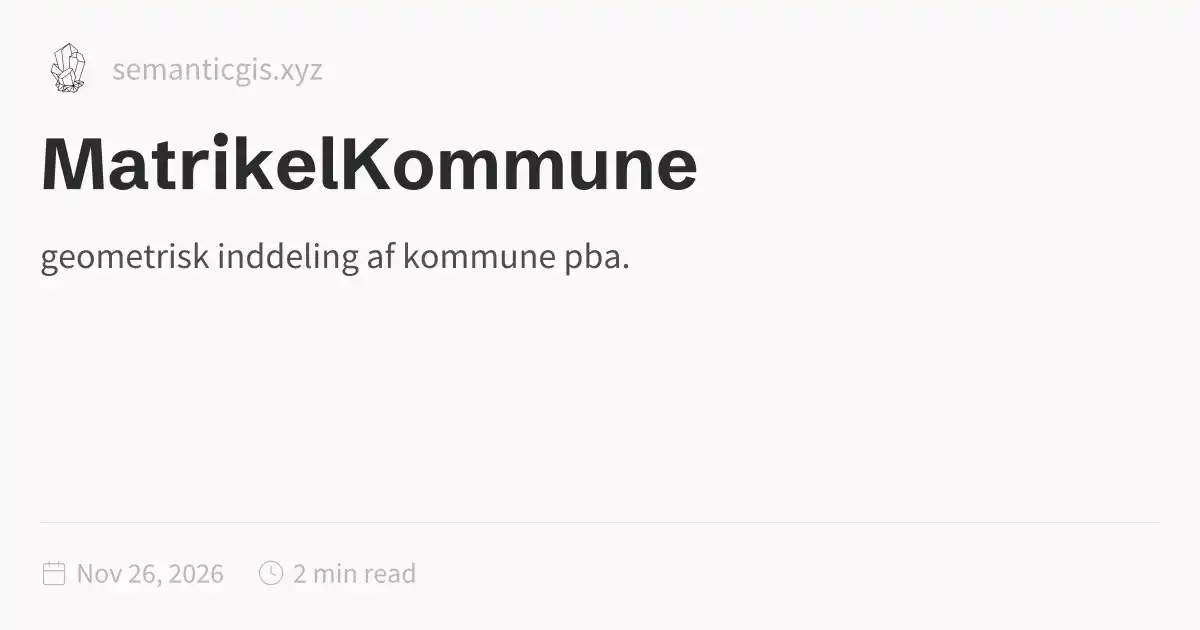 semanticgis.xyz
MatrikelKommune
geometrisk inddeling af kommune pba.
Nov 26, 2026 2 min read